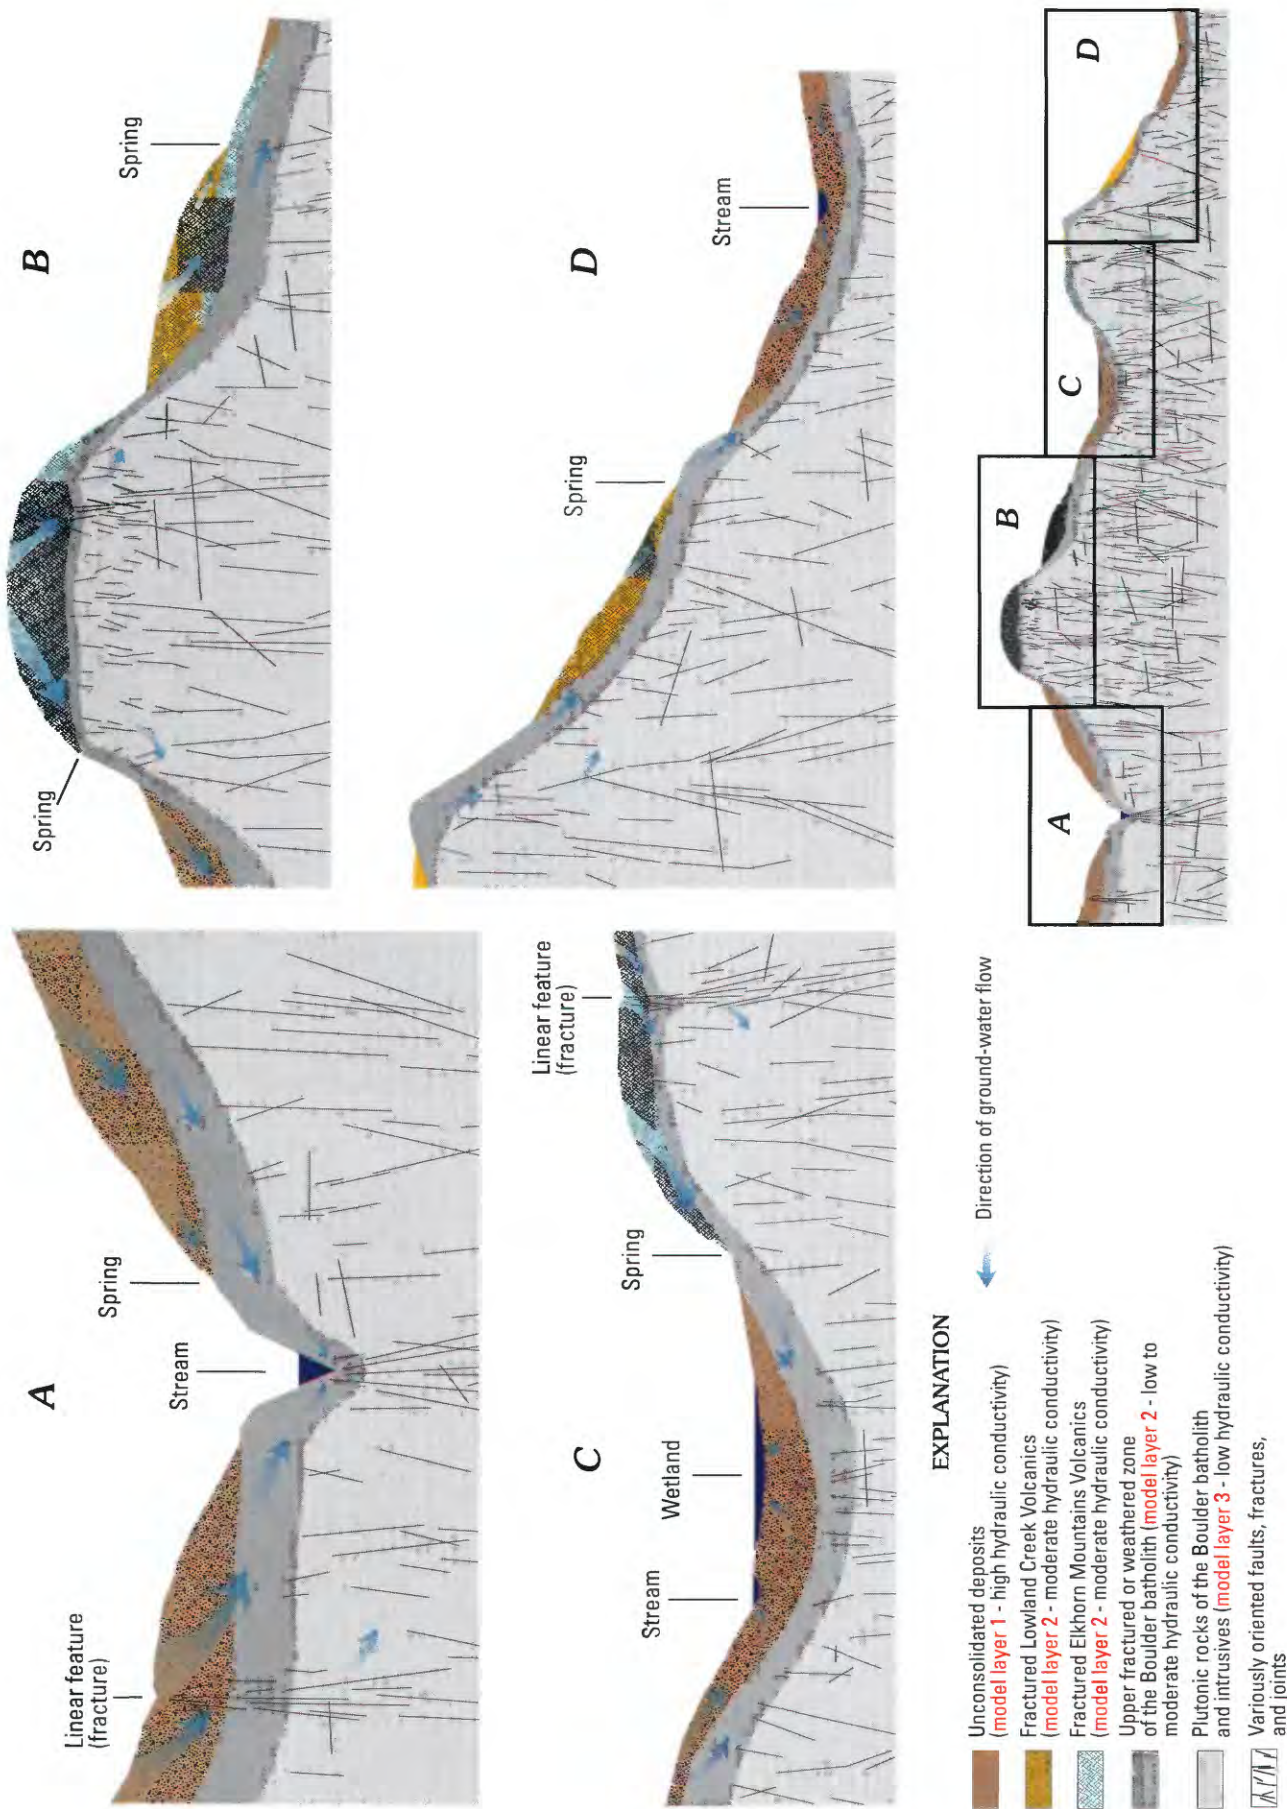 A
Linear feature
(fracture)
Stream
Spring
B
Spring
Spring
C
Stream
Wetland
Spring
Linear feature
(fracture)
D
Spring
Stream
A
B
C
D
EXPLANATION
Unconsolidated deposits
(model layer 1 - high hydraulic conductivity)
Fractured Lowland Creek Volcanics
(model layer 2 - moderate hydraulic conductivity)
Fractured Elkhorn Mountains Volcanics
(model layer 2 - moderate hydraulic conductivity)
Upper fractured or weathered zone
of the Boulder batholith (model layer 2 - low to
moderate hydraulic conductivity)
Plutonic rocks of the Boulder batholith
and intrusives (model layer 3 - low hydraulic conductivity)
Variously oriented faults, fractures,
and joints
Direction of ground-water flow